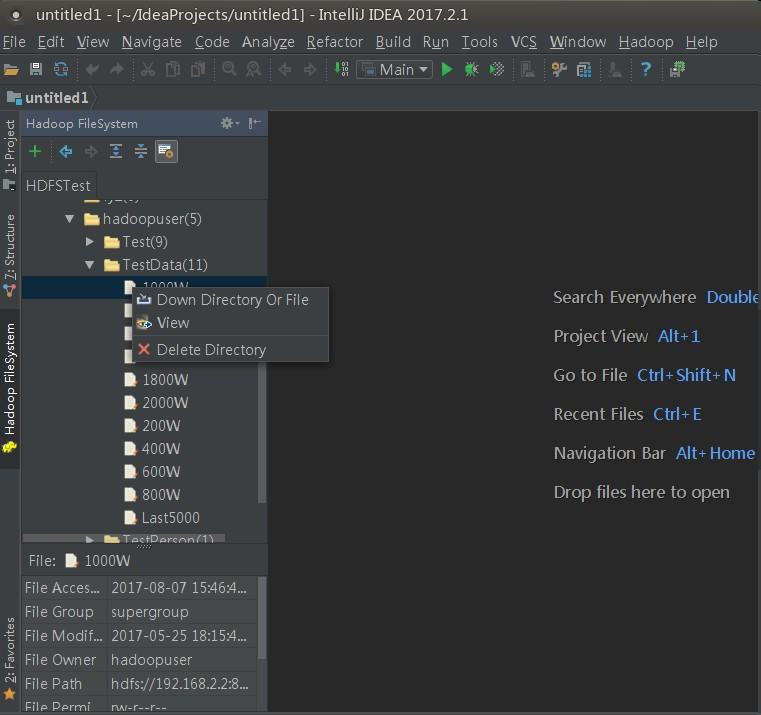 untitled1 - [~/IdeaProjects/untitled1] - IntelliJ IDEA 2017.2.1
File Edit View Navigate Code Analyze Refactor Build Run Tools VCS Window Hadoop Help
Main
untitled1
1: Project
7: Structure
Hadoop FileSystem
2: Favorites
Hadoop FileSystem
HDFSTest
hadoopuser(5)
Test(9)
TestData(11)
1000W
Down Directory Or File
View
Delete Directory
1800W
2000W
200W
400W
600W
800W
Last5000
TestPerson(1)
File: 1000W
File Acces... 2017-08-07 15:46:4...
File Group supergroup
File Modif... 2017-05-25 18:15:4...
File Owner hadoopuser
File Path hdfs://192.168.2.2:8...
File Permi rw-r--r--
Search Everywhere Double
Project View Alt+1
Go to File Ctrl+Shift+N
Recent Files Ctrl+E
Navigation Bar Alt+Home
Drop files here to open